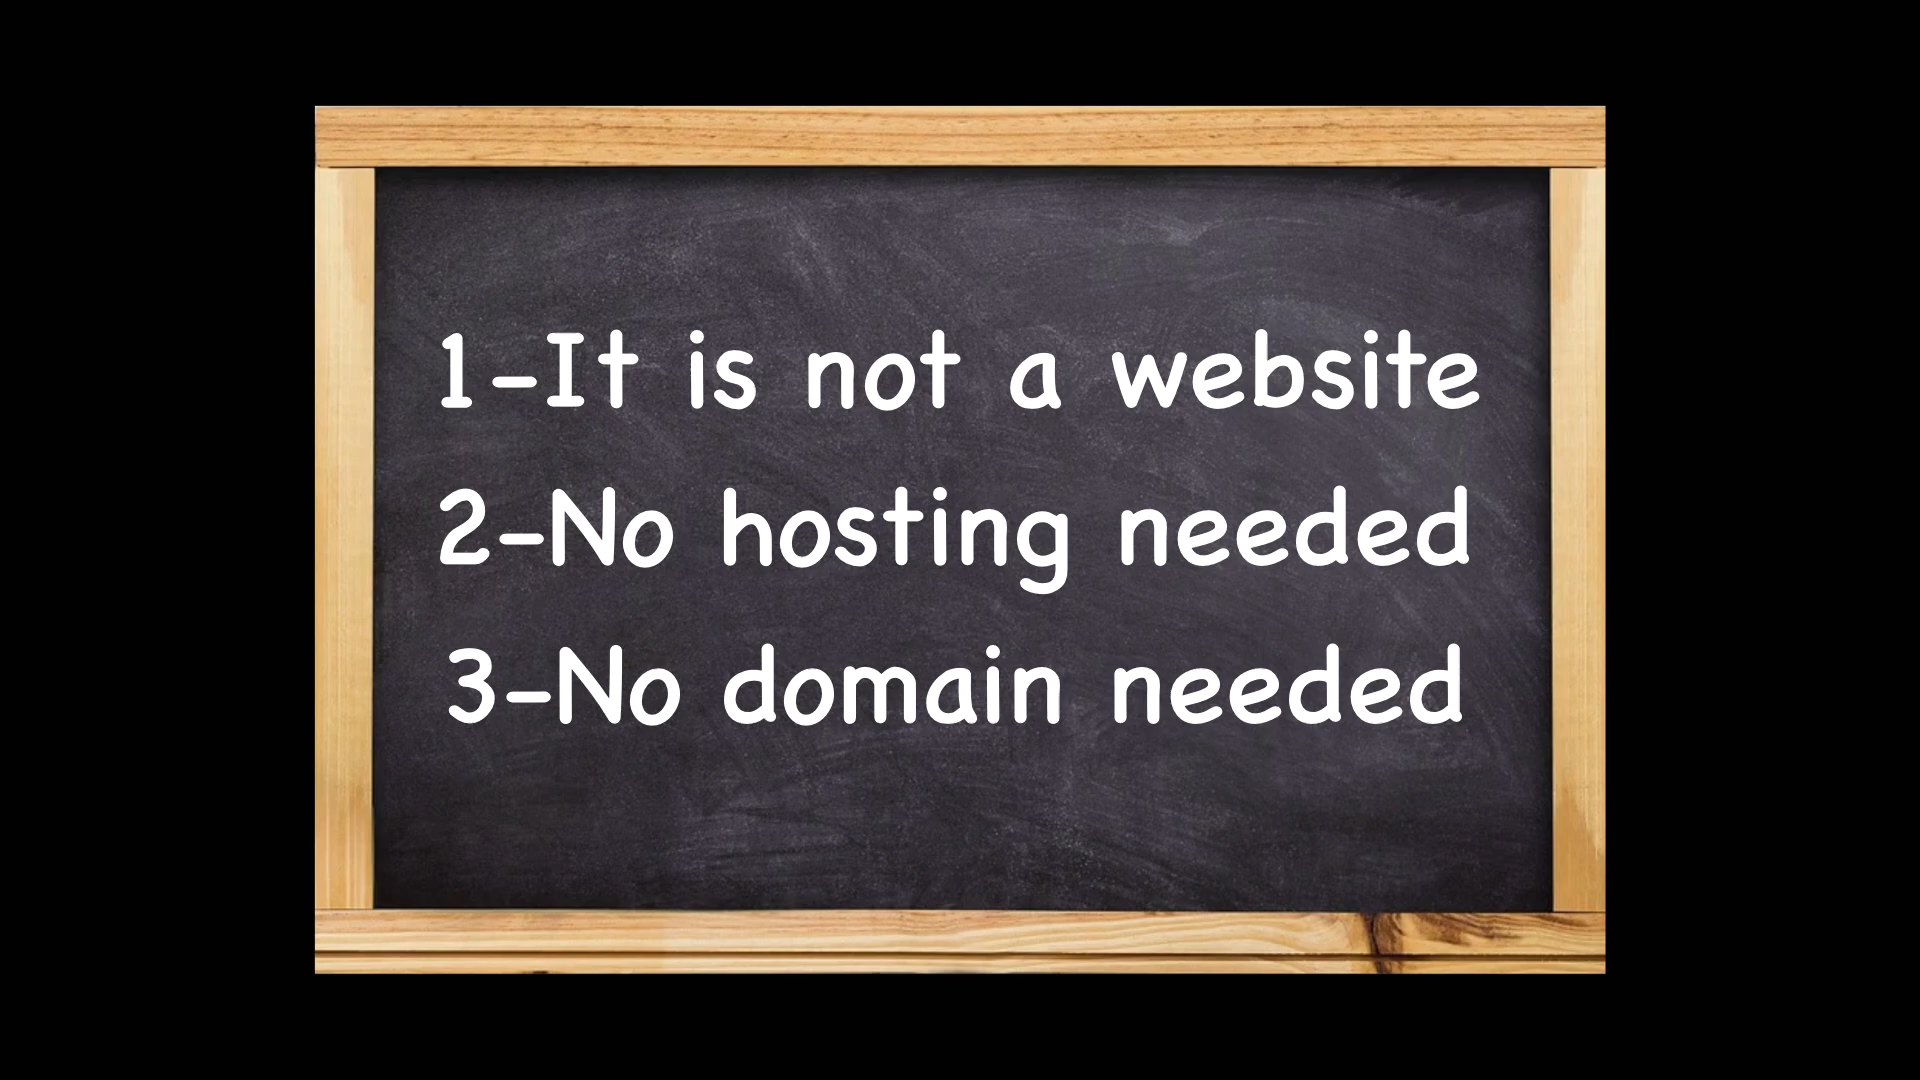 1-It is not a website
2-No hosting needed
3-No domain needed